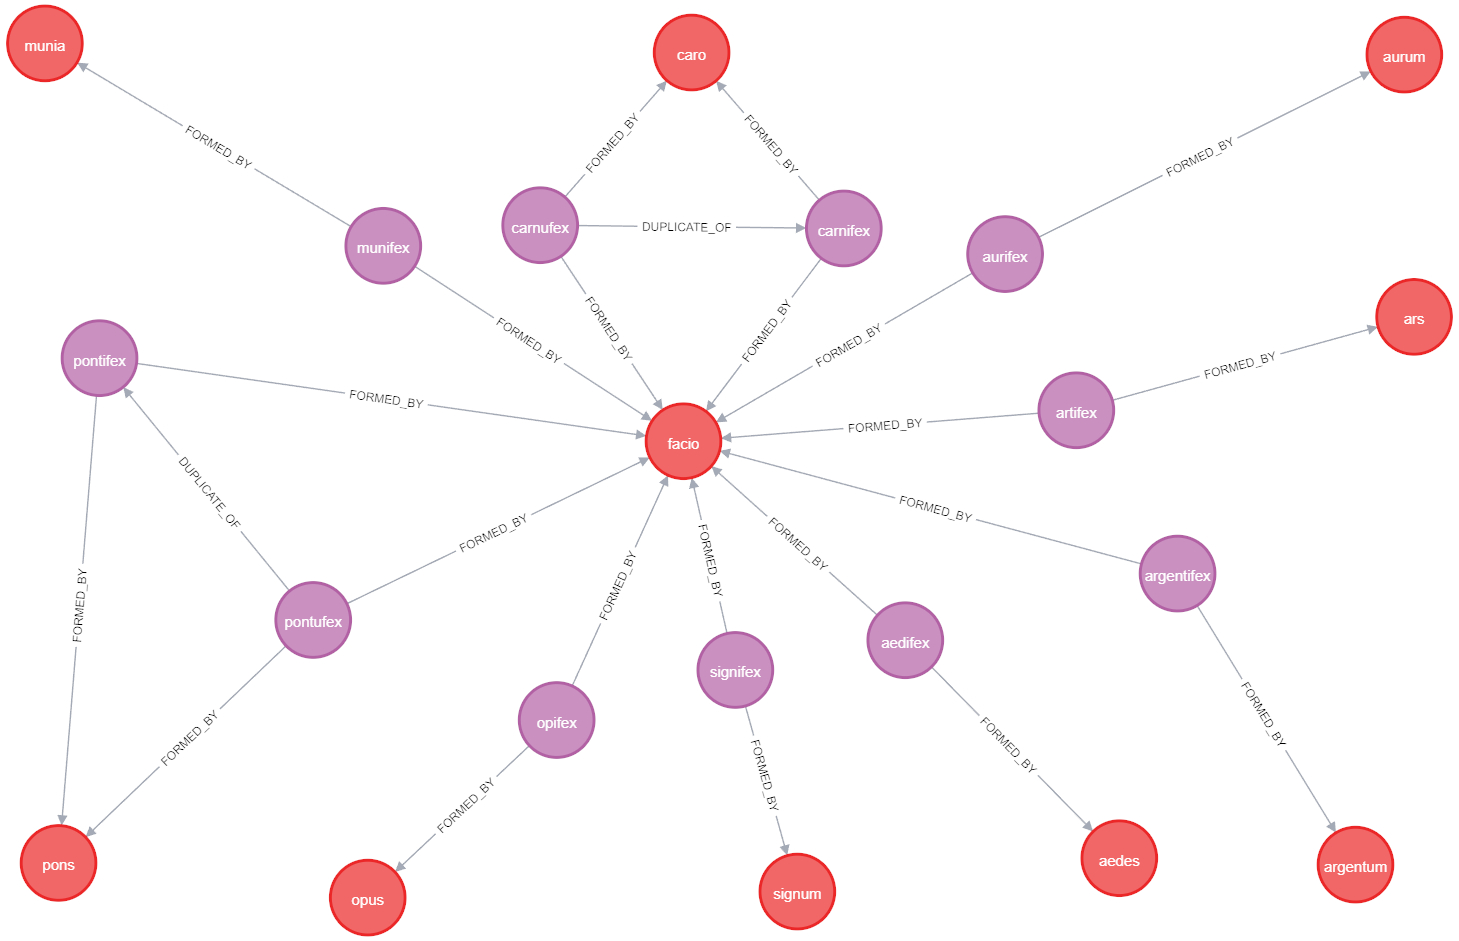 munia
caro
aurum
FORMED_BY
FORMED_BY
FORMED_BY
FORMED_BY
munifex
carnufex
DUPLICATE_OF
carnifex
aurifex
ars
FORMED_BY
FORMED_BY
FORMED_BY
FORMED_BY
FORMED_BY
pontifex
FORMED_BY
artifex
FORMED_BY
facio
DUPLICATE_OF
FORMED_BY
FORMED_BY
FORMED_BY
FORMED_BY
FORMED_BY
FORMED_BY
argentifex
FORMED_BY
pontufex
aedifex
signifex
opifex
FORMED_BY
FORMED_BY
FORMED_BY
FORMED_BY
FORMED_BY
pons
opus
signum
aedes
argentum